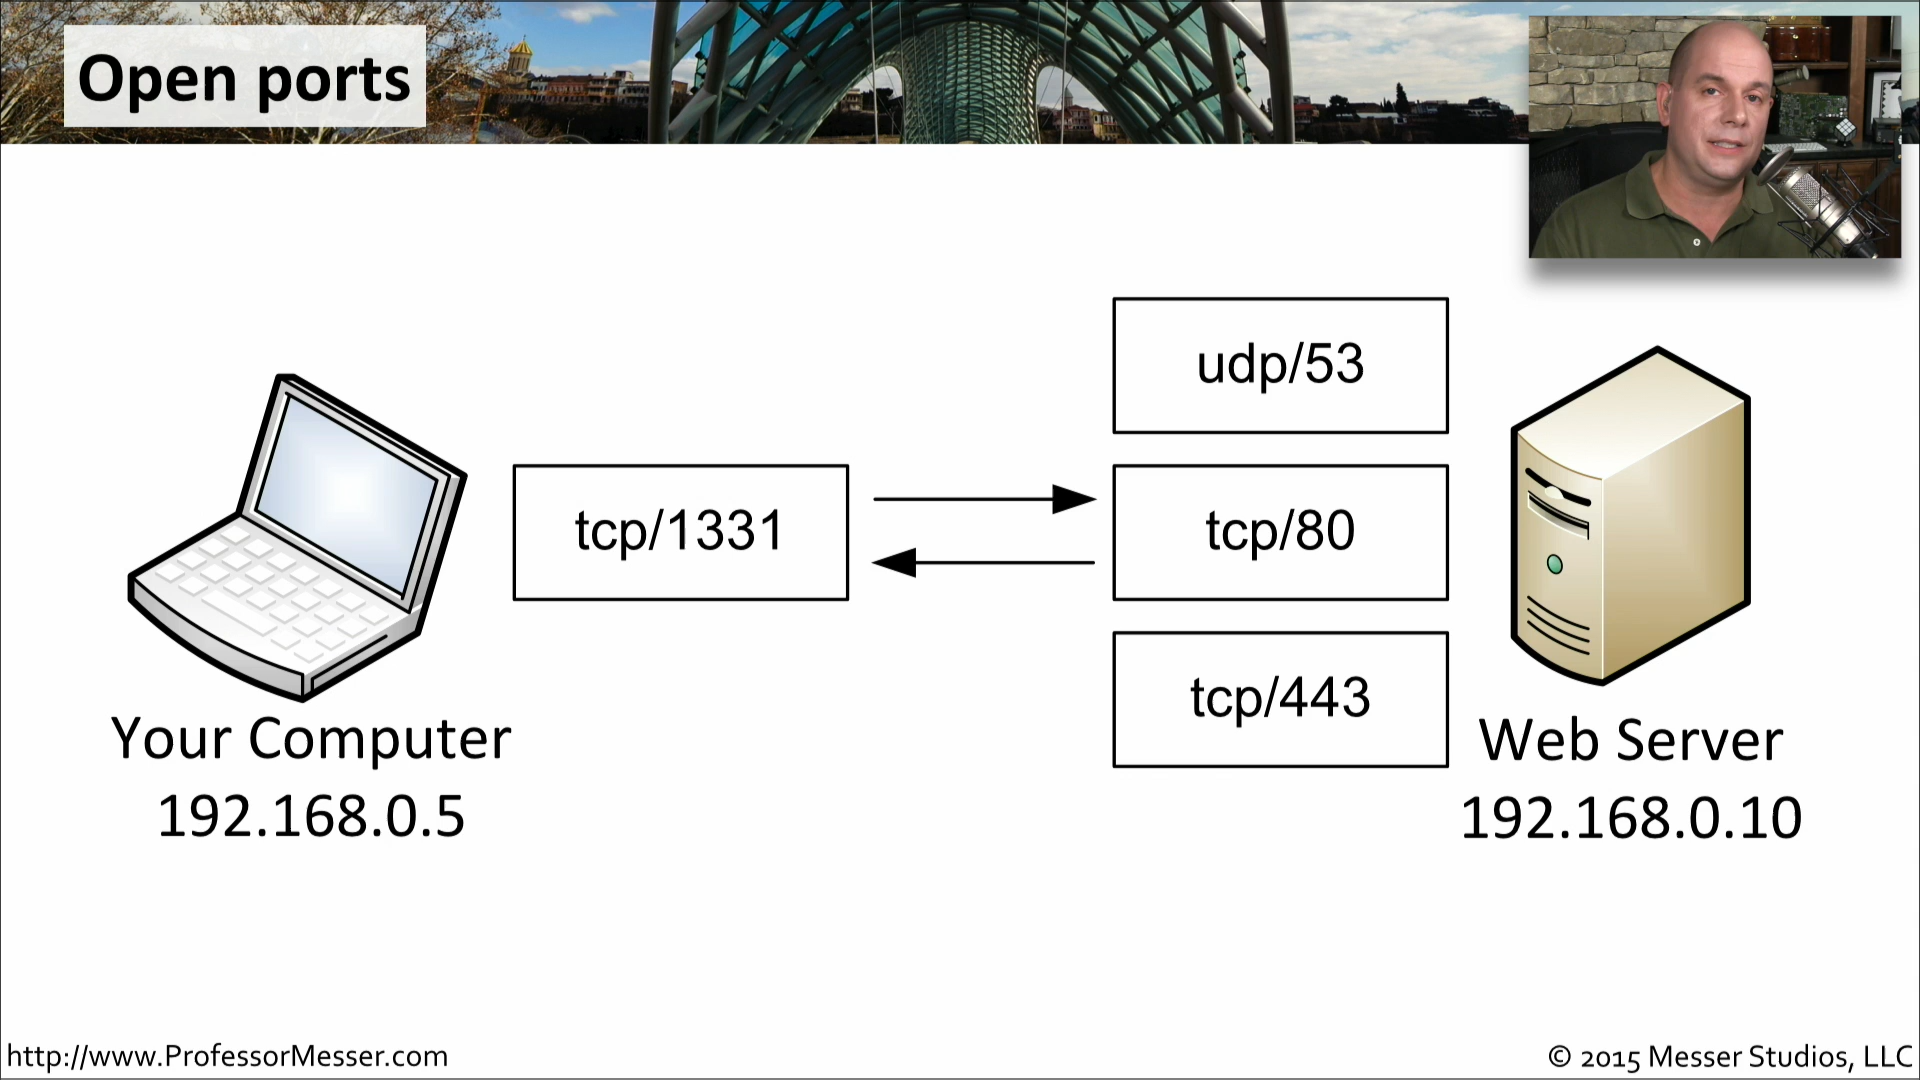 Open ports
udp/53
tcp/1331
tcp/80
tcp/443
Your Computer
192.168.0.5
Web Server
192.168.0.10
http://www.ProfessorMesser.com
© 2015 Messer Studios, LLC